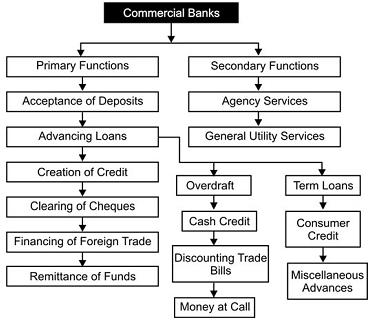 Commercial Banks
Primary Functions
Secondary Functions
Acceptance of Deposits
Agency Services
Advancing Loans
General Utility Services
Creation of Credit
Overdraft
Term Loans
Clearing of Cheques
Cash Credit
Consumer
Credit
Financing of Foreign Trade
Discounting Trade
Bills
Miscellaneous
Advances
Remittance of Funds
Money at Call